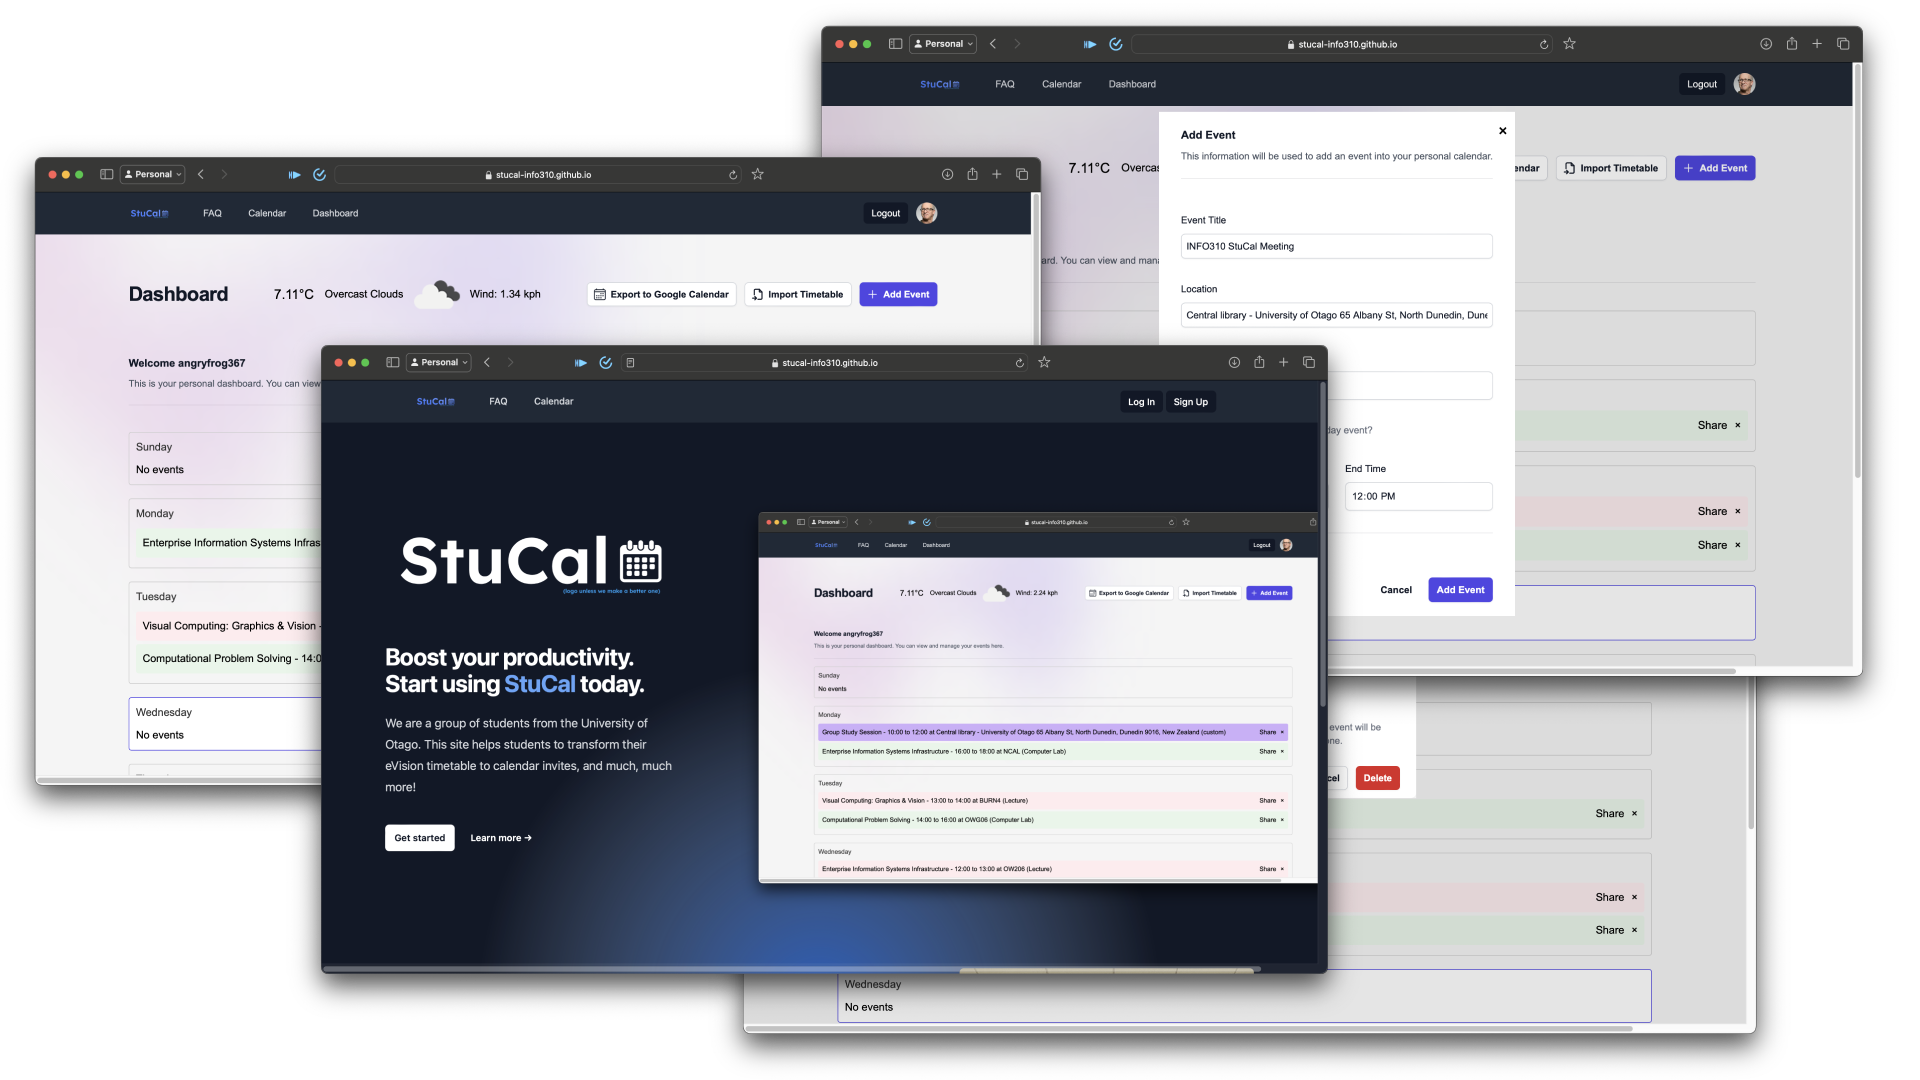 Personal
stucal-info310.github.io
StuCal
FAQ
Calendar
Dashboard
Logout
7.11°C
Overcas
endar
Import Timetable
+ Add Event
ard. You can view and mana
Add Event
×
This information will be used to add an event into your personal calendar.
Event Title
INFO310 StuCal Meeting
Location
Central library - University of Otago 65 Albany St, North Dunedin, Dune
day event?
End Time
12:00 PM
Cancel
Add Event
Share ×
Share ×
Share ×
Personal
stucal-info310.github.io
StuCal
FAQ
Calendar
Dashboard
Logout
Dashboard
7.11°C
Overcast Clouds
Wind: 1.34 kph
Export to Google Calendar
Import Timetable
+ Add Event
Welcome angryfrog367
This is your personal dashboard. You can view
Sunday
No events
Monday
Enterprise Information Systems Infras
Tuesday
Visual Computing: Graphics & Vision -
Computational Problem Solving - 14:0
Wednesday
No events
Personal
stucal-info310.github.io
StuCal
FAQ
Calendar
Log In
Sign Up
StuCal
(logo unless we make a better one)
Boost your productivity.
Start using StuCal today.
We are a group of students from the University of
Otago. This site helps students to transform their
eVision timetable to calendar invites, and much, much
more!
Get started
Learn more →
Personal
stucal-info310.github.io
StuCal
FAQ
Calendar
Dashboard
Logout
Dashboard
7.11°C
Overcast Clouds
Wind: 2.24 kph
Export to Google Calendar
Import Timetable
+ Add Event
Welcome angryfrog367
This is your personal dashboard. You can view and manage your events here.
Sunday
No events
Monday
Group Study Session - 10:00 to 12:00 at Central library - University of Otago 65 Albany St, North Dunedin, Dunedin 9016, New Zealand (custom) Share ×
Enterprise Information Systems Infrastructure - 16:00 to 18:00 at NCAL (Computer Lab) Share ×
Tuesday
Visual Computing: Graphics & Vision - 13:00 to 14:00 at BURN4 (Lecture) Share ×
Computational Problem Solving - 14:00 to 16:00 at OWG06 (Computer Lab) Share ×
Wednesday
Enterprise Information Systems Infrastructure - 12:00 to 13:00 at OW206 (Lecture) Share ×
event will be
ne.
cel
Delete
Share ×
Share ×
Share ×
Wednesday
No events